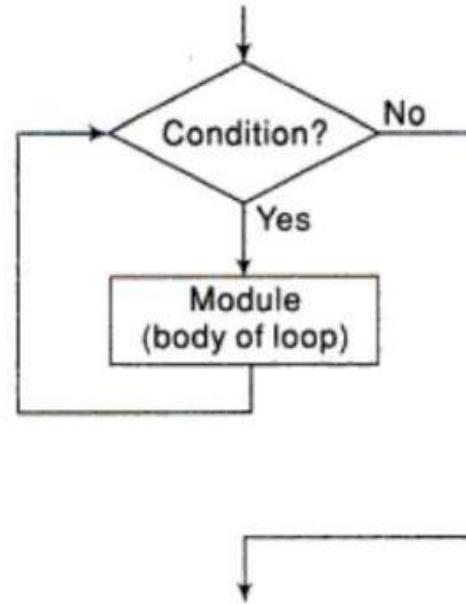 Condition?
No
Yes
Module
(body of loop)